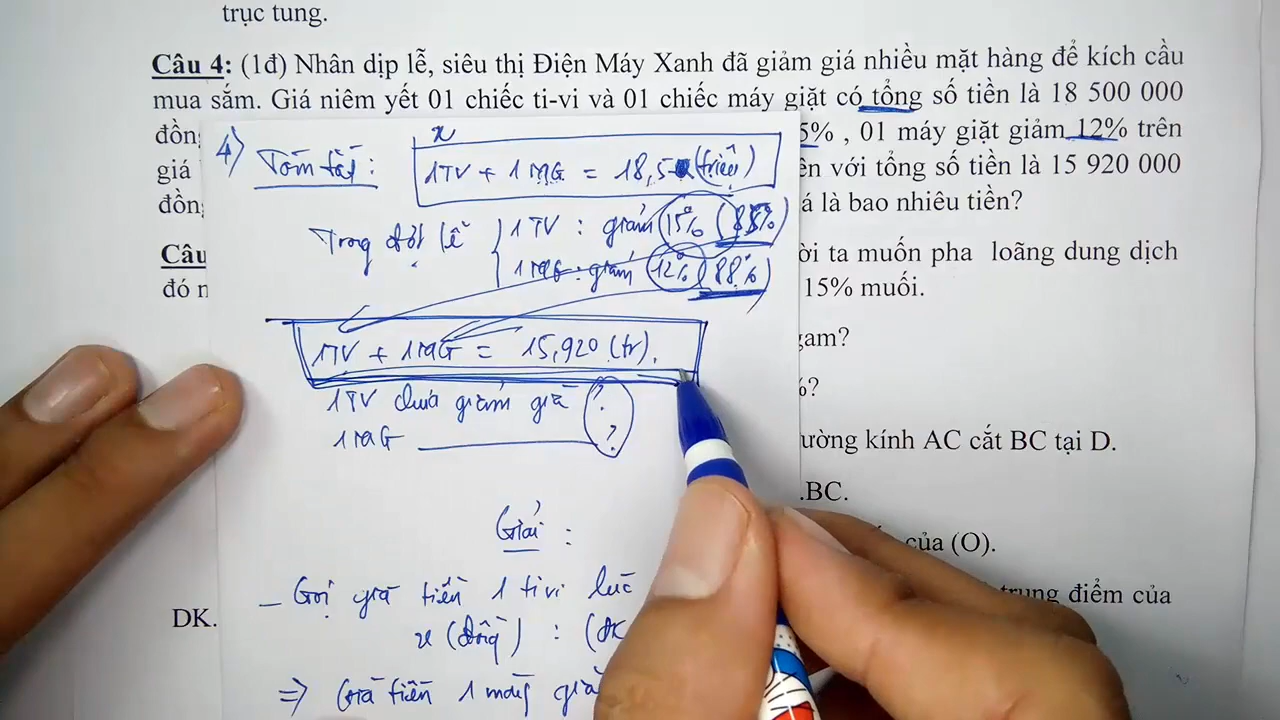 trục tung.
Câu 4: (1đ) Nhân dịp lễ, siêu thị Điện Máy Xanh đã giảm giá nhiều mặt hàng để kích cầu
mua sắm. Giá niêm yết 01 chiếc ti-vi và 01 chiếc máy giặt có tổng số tiền là 18 500 000
đồng 5% , 01 máy giặt giảm 12% trên
giá với tổng số tiền là 15 920 000
đồng á là bao nhiêu tiền?
4) Tóm tắt:
x
1TV + 1MG = 18,5 (triệu)
Trong đợt lễ
1TV : giảm 15% (85%)
1MG : giảm 12% (88%)
1TV + 1MG = 15,920 (tr).
1TV chưa giảm giá ?
1MG ?
Câu ta muốn pha loãng dung dịch
đó 15% muối.
gam?
%?
ường kính AC cắt BC tại D.
.BC.
của (O).
trung điểm của
DK.
Giải :
– Gọi giá tiền 1 tivi lúc
x (đồng) : (đk
=> Giá tiền 1 máy giặ